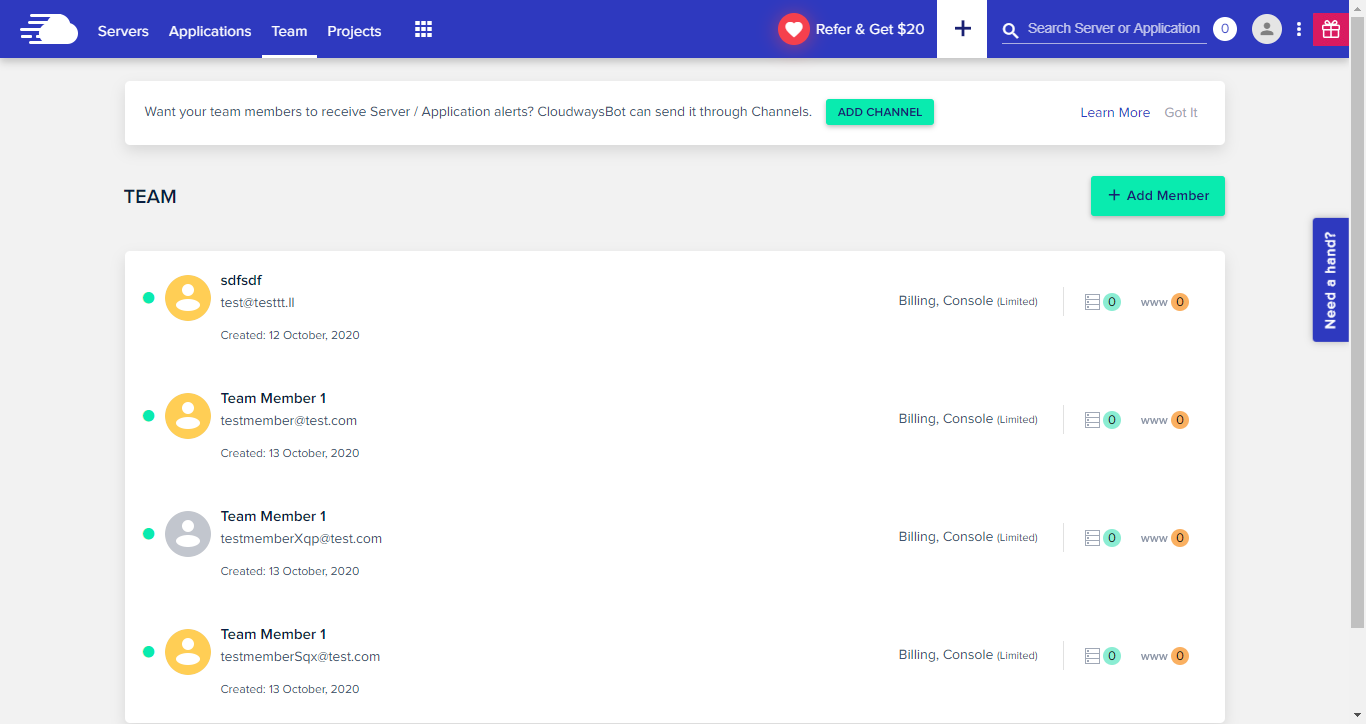 Servers Applications Team Projects Refer & Get $20 + Search Server or Application 0
Want your team members to receive Server / Application alerts? CloudwaysBot can send it through Channels. ADD CHANNEL Learn More Got It
TEAM + Add Member
Need a hand?
sdfsdf
test@testtt.ll
Billing, Console (Limited) 0 www 0
Created: 12 October, 2020
Team Member 1
testmember@test.com
Billing, Console (Limited) 0 www 0
Created: 13 October, 2020
Team Member 1
testmemberXqp@test.com
Billing, Console (Limited) 0 www 0
Created: 13 October, 2020
Team Member 1
testmemberSqx@test.com
Billing, Console (Limited) 0 www 0
Created: 13 October, 2020